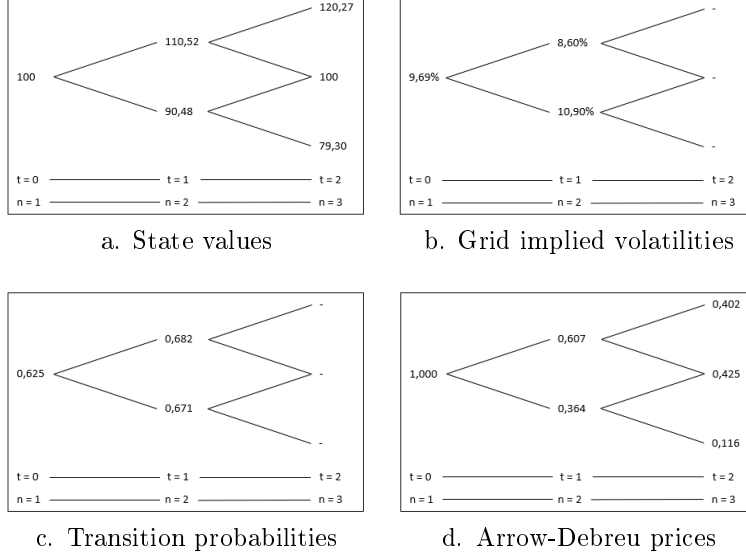 120,27
110,52
100
100
90,48
79,30
t = 0 t = 1 t = 2
n = 1 n = 2 n = 3
a. State values
-
8,60%
9,69%
-
10,90%
-
t = 0 t = 1 t = 2
n = 1 n = 2 n = 3
b. Grid implied volatilities
-
0,682
0,625
-
0,671
-
t = 0 t = 1 t = 2
n = 1 n = 2 n = 3
c. Transition probabilities
0,402
0,607
1,000
0,425
0,364
0,116
t = 0 t = 1 t = 2
n = 1 n = 2 n = 3
d. Arrow-Debreu prices